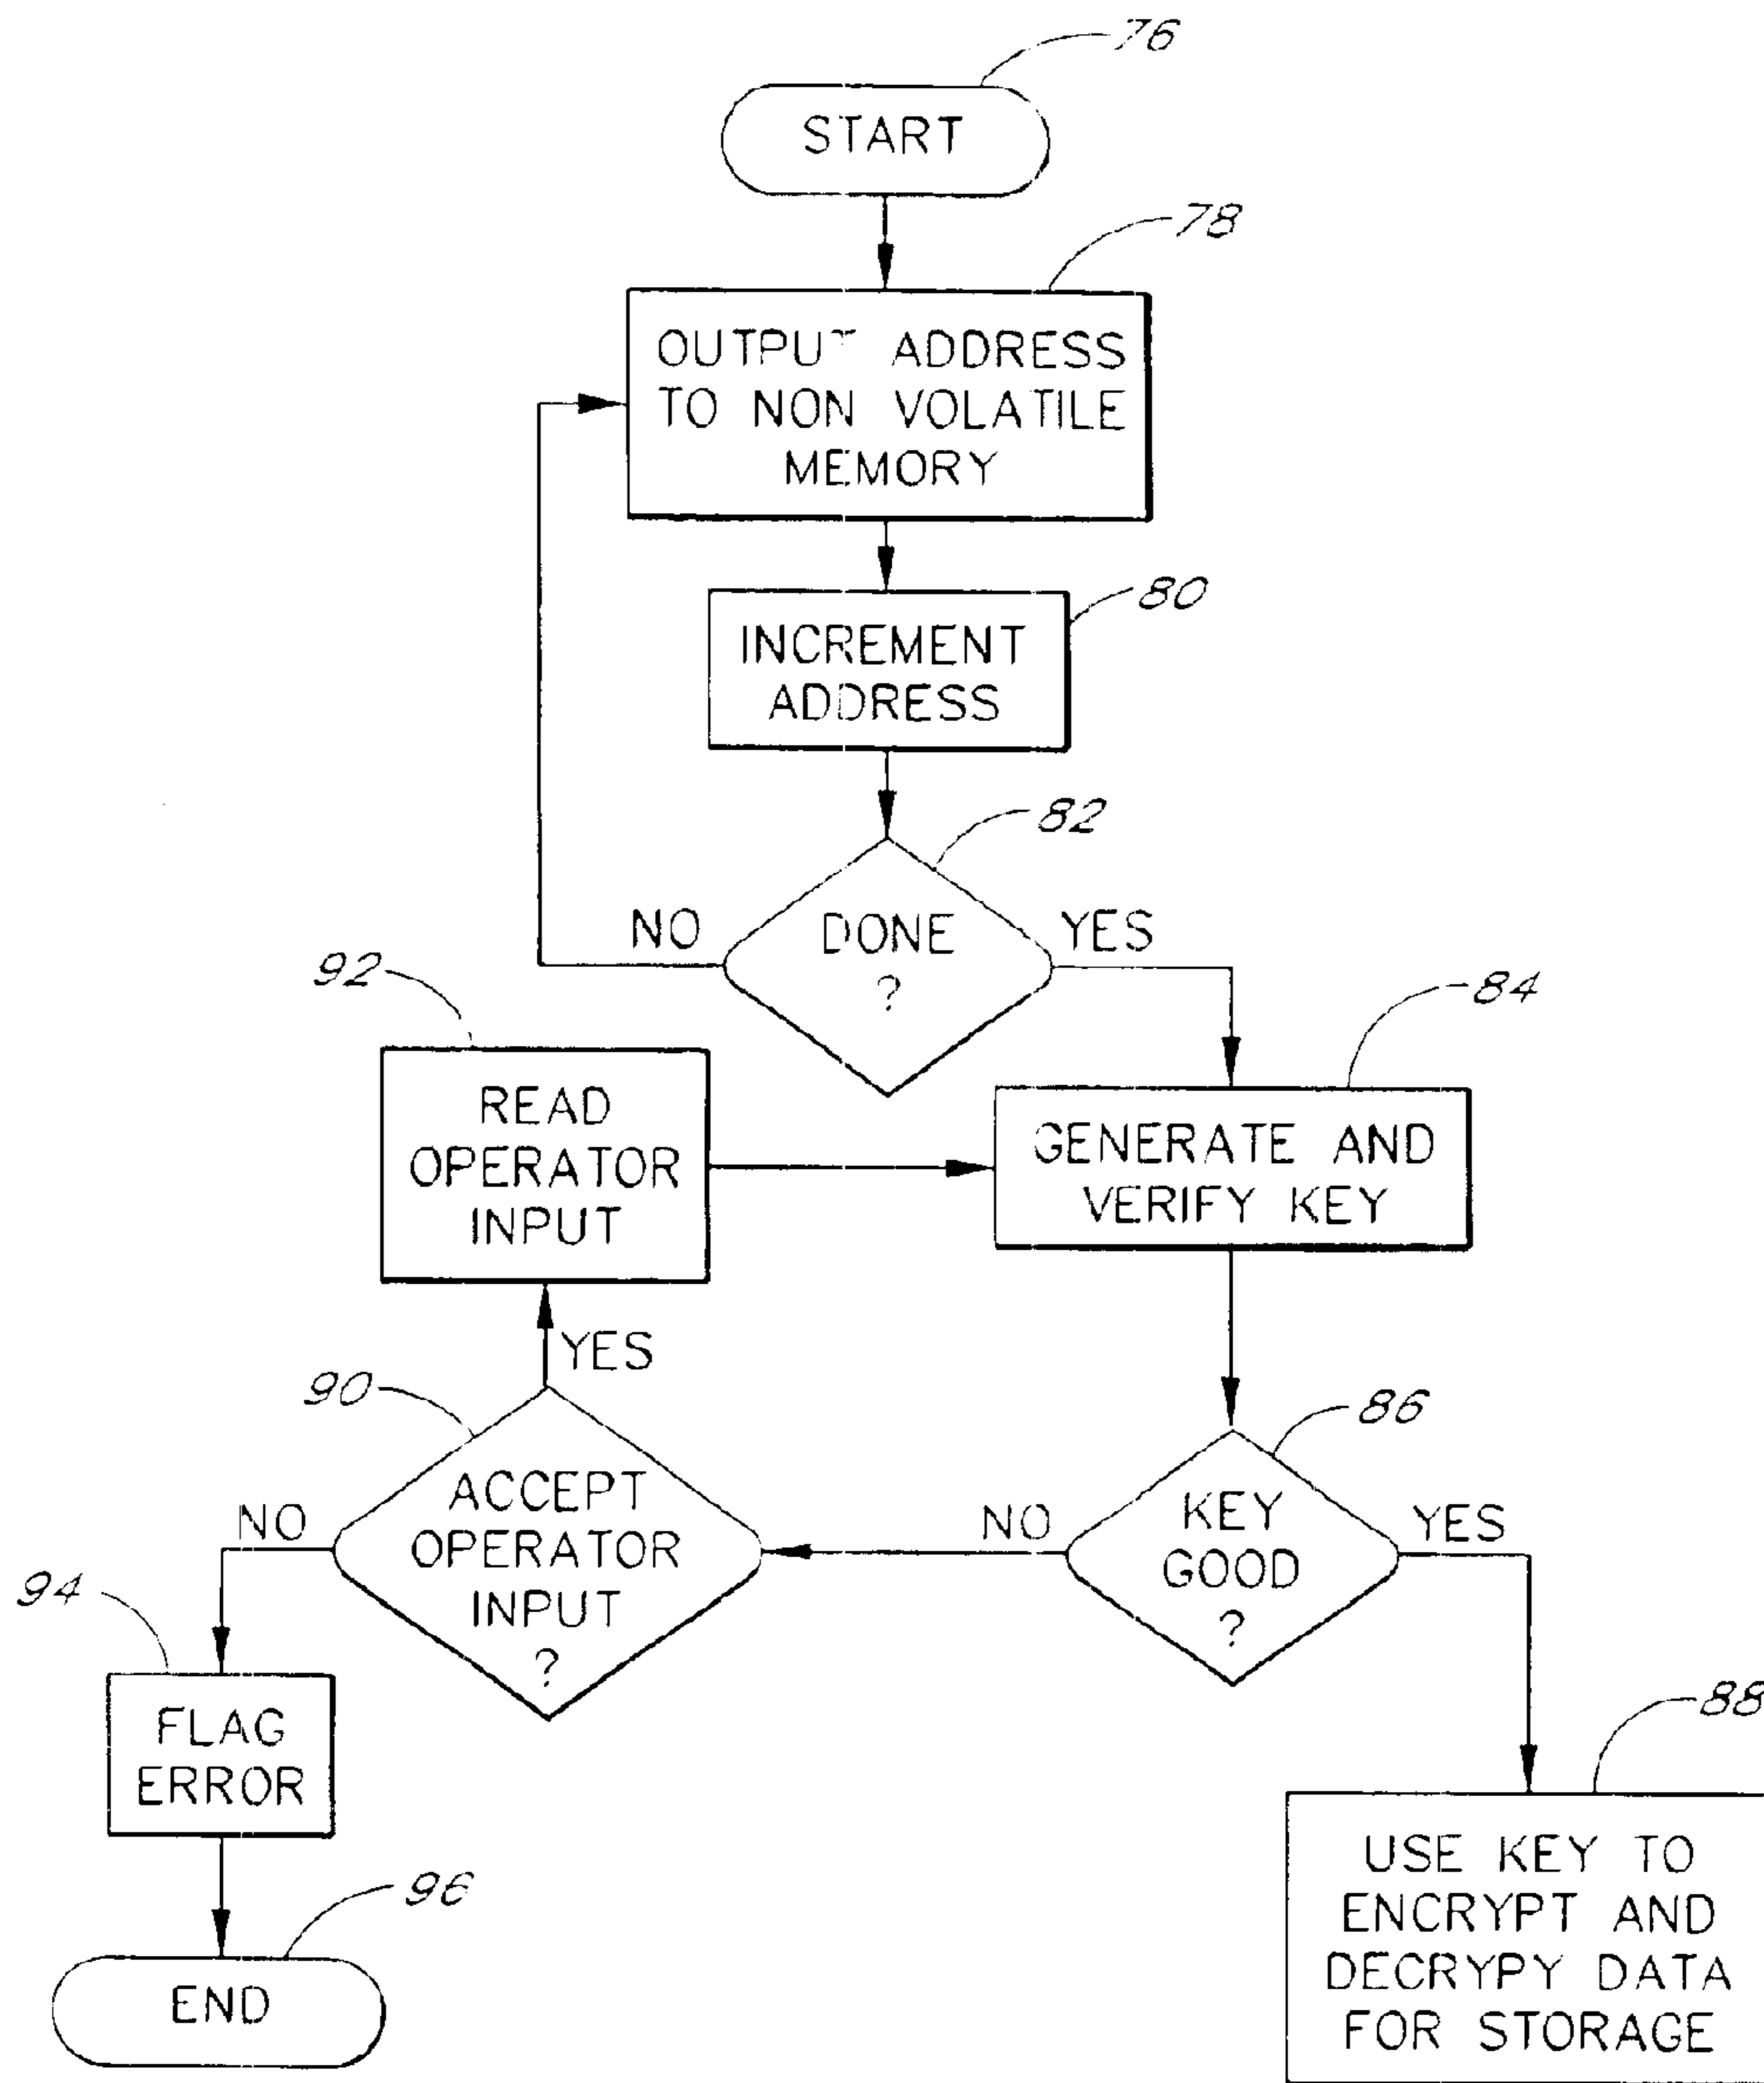 76
START
78
OUTPUT ADDRESS
TO NON VOLATILE
MEMORY
80
INCREMENT
ADDRESS
82
NO
DONE
?
YES
92
84
READ
OPERATOR
INPUT
GENERATE AND
VERIFY KEY
YES
90
86
NO
ACCEPT
OPERATOR
INPUT
?
NO
KEY
GOOD
?
YES
94
88
FLAG
ERROR
96
USE KEY TO
ENCRYPT AND
DECRYPY DATA
FOR STORAGE
END